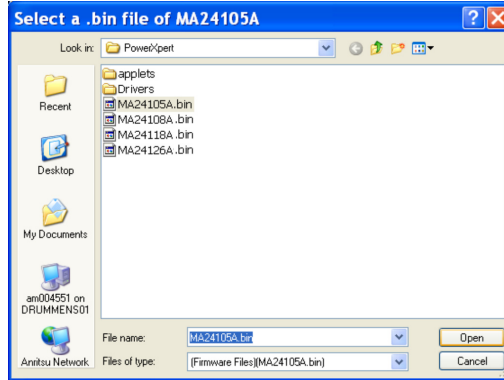 Select a .bin file of MA24105A
Look in: PowerXpert
applets
Drivers
MA24105A.bin
MA24108A.bin
MA24118A.bin
MA24126A.bin
Recent
Desktop
My Documents
am004551 on
DRUMMENS01
Anritsu Network
File name: MA24105A.bin Open
Files of type: (Firmware Files)(MA24105A.bin) Cancel